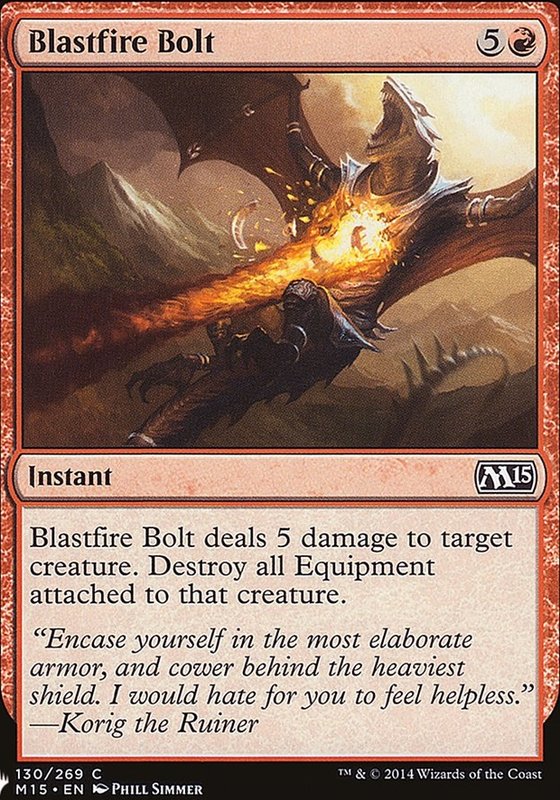 Blastfire Bolt 5
Instant M15
Blastfire Bolt deals 5 damage to target
creature. Destroy all Equipment
attached to that creature.
“Encase yourself in the most elaborate
armor, and cower behind the heaviest
shield. I would hate for you to feel helpless.”
—Korig the Ruiner
130/269 C
™ & © 2014 Wizards of the Coast
M15 • EN Phill Simmer